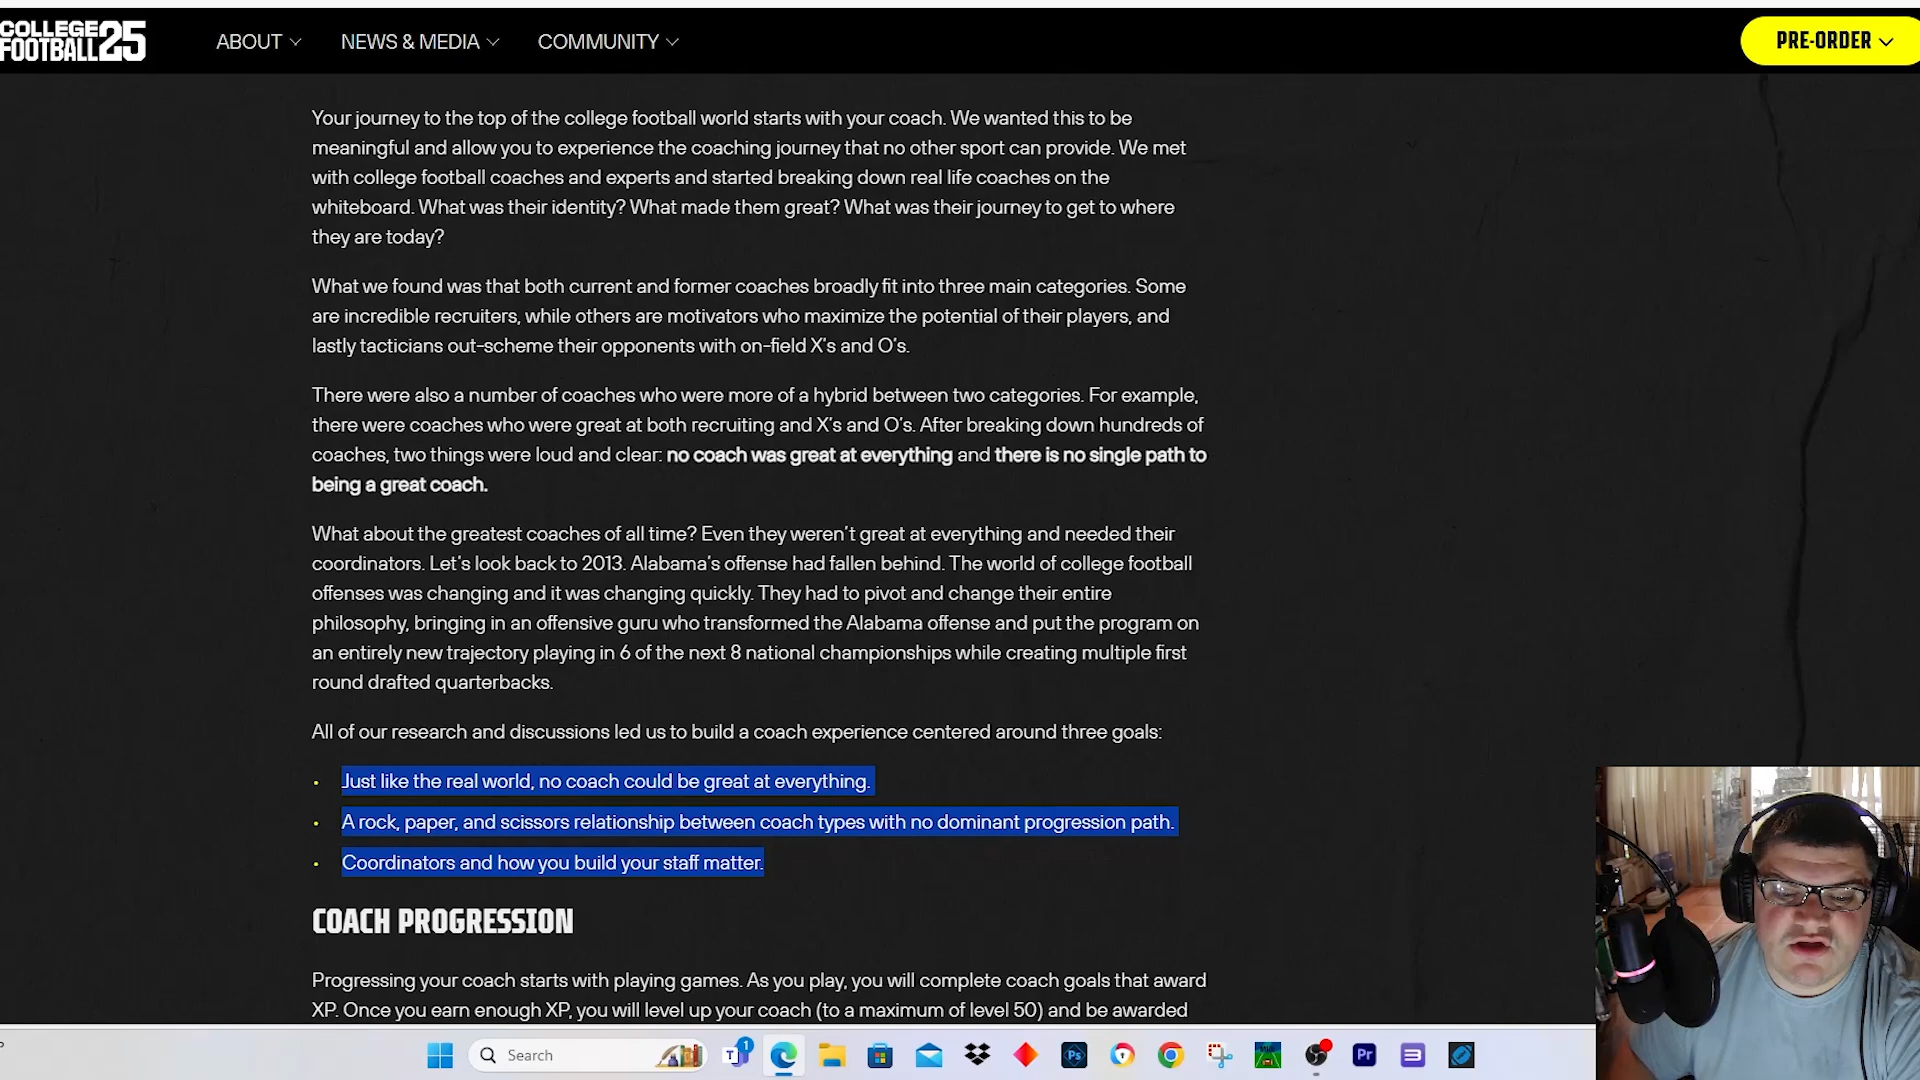 COLLEGE
FOOTBALL 25
ABOUT
NEWS & MEDIA
COMMUNITY
PRE-ORDER
Your journey to the top of the college football world starts with your coach. We wanted this to be
meaningful and allow you to experience the coaching journey that no other sport can provide. We met
with college football coaches and experts and started breaking down real life coaches on the
whiteboard. What was their identity? What made them great? What was their journey to get to where
they are today?
What we found was that both current and former coaches broadly fit into three main categories. Some
are incredible recruiters, while others are motivators who maximize the potential of their players, and
lastly tacticians out-scheme their opponents with on-field X's and O's.
There were also a number of coaches who were more of a hybrid between two categories. For example,
there were coaches who were great at both recruiting and X's and O's. After breaking down hundreds of
coaches, two things were loud and clear: no coach was great at everything and there is no single path to
being a great coach.
What about the greatest coaches of all time? Even they weren't great at everything and needed their
coordinators. Let's look back to 2013. Alabama's offense had fallen behind. The world of college football
offenses was changing and it was changing quickly. They had to pivot and change their entire
philosophy, bringing in an offensive guru who transformed the Alabama offense and put the program on
an entirely new trajectory playing in 6 of the next 8 national championships while creating multiple first
round drafted quarterbacks.
All of our research and discussions led us to build a coach experience centered around three goals:
• Just like the real world, no coach could be great at everything.
• A rock, paper, and scissors relationship between coach types with no dominant progression path.
• Coordinators and how you build your staff matter.
COACH PROGRESSION
Progressing your coach starts with playing games. As you play, you will complete coach goals that award
XP. Once you earn enough XP, you will level up your coach (to a maximum of level 50) and be awarded
Search
T
1
Ps
Pr